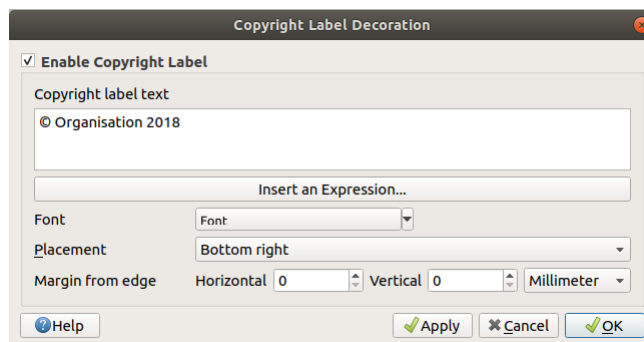 Copyright Label Decoration
Enable Copyright Label
Copyright label text
© Organisation 2018
Insert an Expression...
Font Font
Placement Bottom right
Margin from edge Horizontal 0 Vertical 0 Millimeter
Help Apply Cancel OK